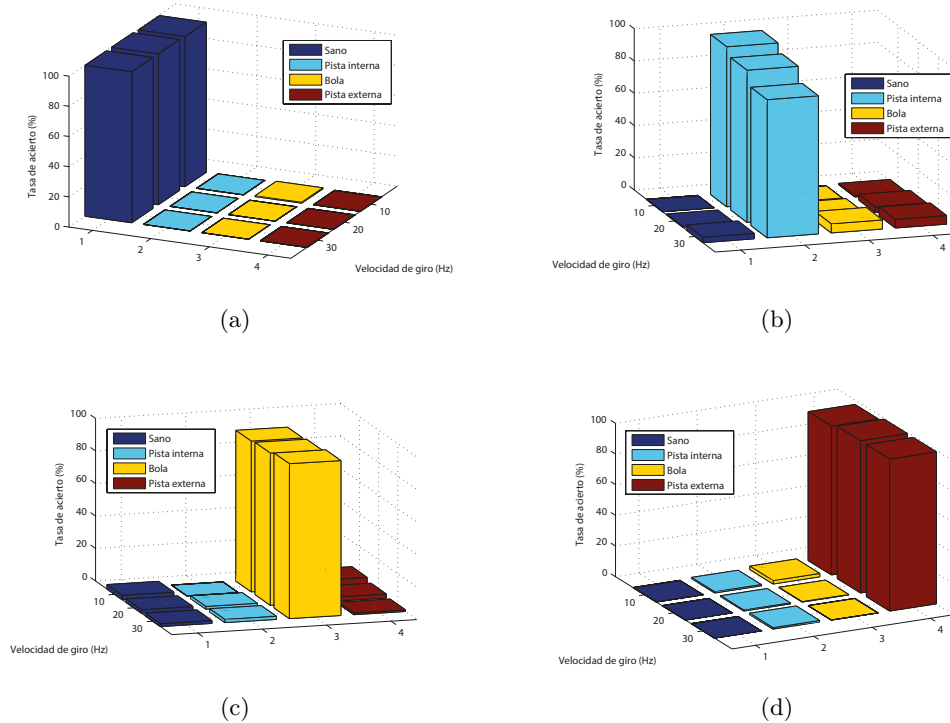 100
80
60
40
20
0
Tasa de acierto (%)
Sano
Pista interna
Bola
Pista externa
1
2
3
4
10
20
30
Velocidad de giro (Hz)
(a)
100
80
60
40
20
0
Tasa de acierto (%)
Sano
Pista interna
Bola
Pista externa
10
20
30
1
2
3
4
Velocidad de giro (Hz)
(b)
100
80
60
40
20
0
Tasa de acierto (%)
Sano
Pista interna
Bola
Pista externa
10
20
30
1
2
3
4
Velocidad de giro (Hz)
(c)
100
80
60
40
20
0
Tasa de acierto (%)
Sano
Pista interna
Bola
Pista externa
10
20
30
1
2
3
4
Velocidad de giro (Hz)
(d)